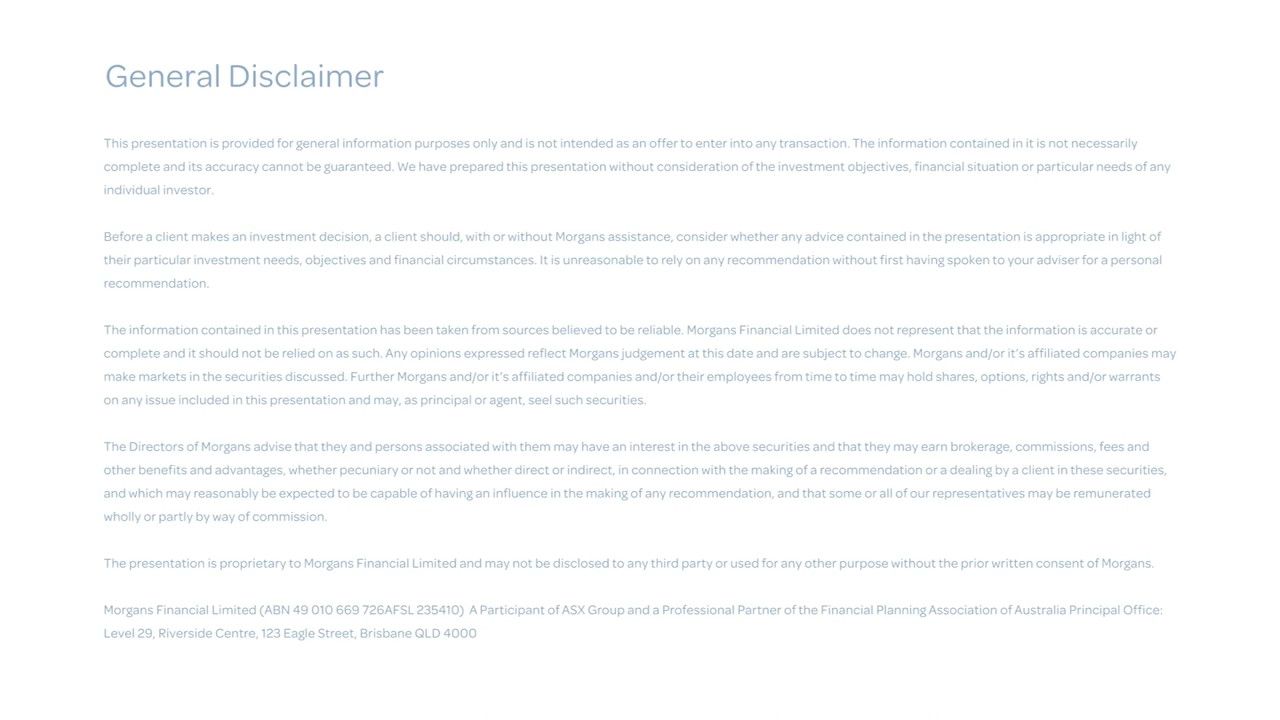 General Disclaimer
This presentation is provided for general information purposes only and is not intended as an offer to enter into any transaction. The information contained in it is not necessarily
complete and its accuracy cannot be guaranteed. We have prepared this presentation without consideration of the investment objectives, financial situation or particular needs of any
individual investor.
Before a client makes an investment decision, a client should, with or without Morgans assistance, consider whether any advice contained in the presentation is appropriate in light of
their particular investment needs, objectives and financial circumstances. It is unreasonable to rely on any recommendation without first having spoken to your adviser for a personal
recommendation.
The information contained in this presentation has been taken from sources believed to be reliable. Morgans Financial Limited does not represent that the information is accurate or
complete and it should not be relied on as such. Any opinions expressed reflect Morgans judgement at this date and are subject to change. Morgans and/or it's affiliated companies may
make markets in the securities discussed. Further Morgans and/or it's affiliated companies and/or their employees from time to time may hold shares, options, rights and/or warrants
on any issue included in this presentation and may, as principal or agent, seel such securities.
The Directors of Morgans advise that they and persons associated with them may have an interest in the above securities and that they may earn brokerage, commissions, fees and
other benefits and advantages, whether pecuniary or not and whether direct or indirect, in connection with the making of a recommendation or a dealing by a client in these securities,
and which may reasonably be expected to be capable of having an influence in the making of any recommendation, and that some or all of our representatives may be remunerated
wholly or partly by way of commission.
The presentation is proprietary to Morgans Financial Limited and may not be disclosed to any third party or used for any other purpose without the prior written consent of Morgans.
Morgans Financial Limited (ABN 49 010 669 726AFSL 235410)  A Participant of ASX Group and a Professional Partner of the Financial Planning Association of Australia Principal Office:
Level 29, Riverside Centre, 123 Eagle Street, Brisbane QLD 4000